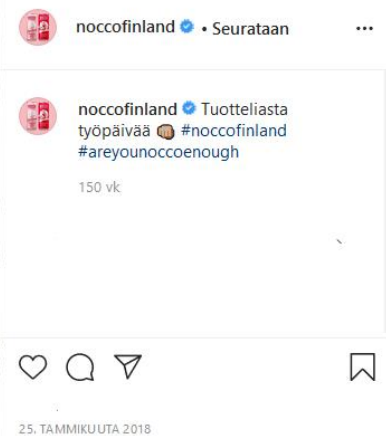 noccofinland • Seurataan
noccofinland Tuotteliasta
työpäivää 👊🏽 #noccofinland
#areyounoccoenough
150 vk
25. TAMMIKUUTA 2018